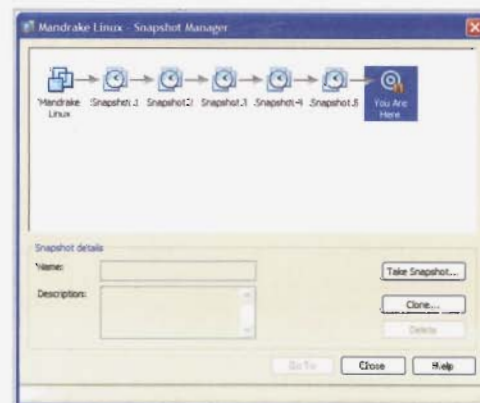 Mandrake Linux - Snapshot Manager
Mandrake Linux
Snapshot 1
Snapshot 2
Snapshot 3
Snapshot 4
Snapshot 5
You Are Here
Snapshot details
Name:
Description:
Take Snapshot...
Clone...
Delete
Go To
Close
Help